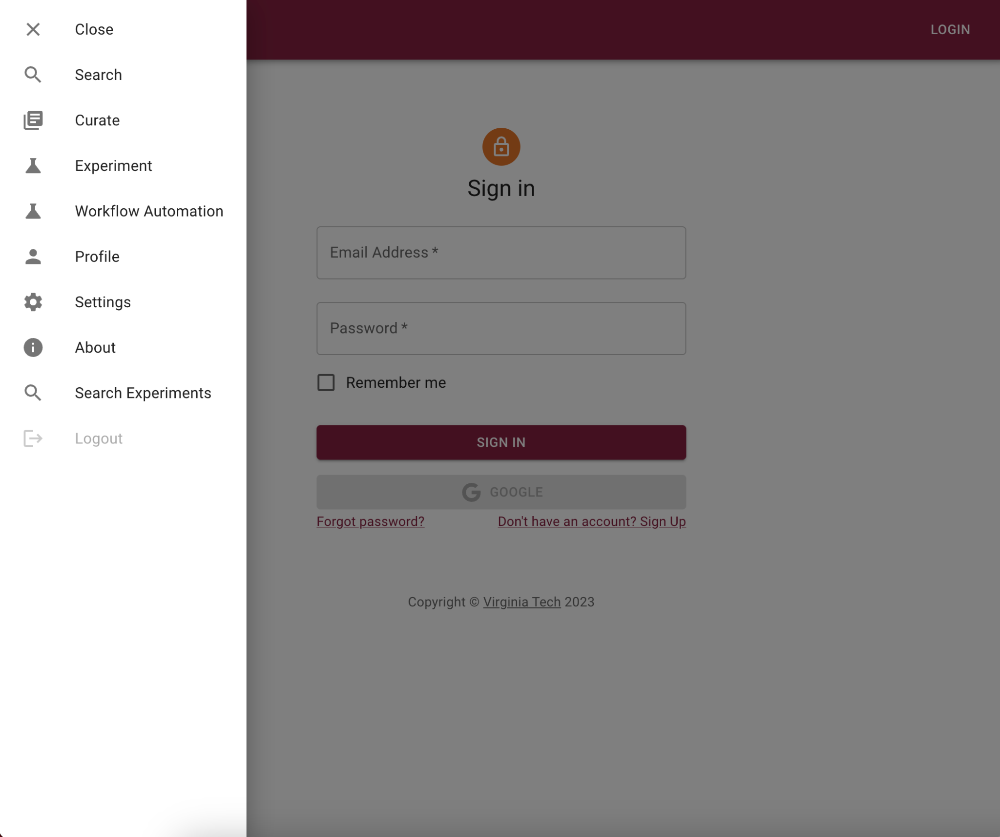 Close
Search
Curate
Experiment
Workflow Automation
Profile
Settings
About
Search Experiments
Logout
LOGIN
Sign in
Email Address *
Password *
Remember me
SIGN IN
GOOGLE
Forgot password? Don't have an account? Sign Up
Copyright © Virginia Tech 2023